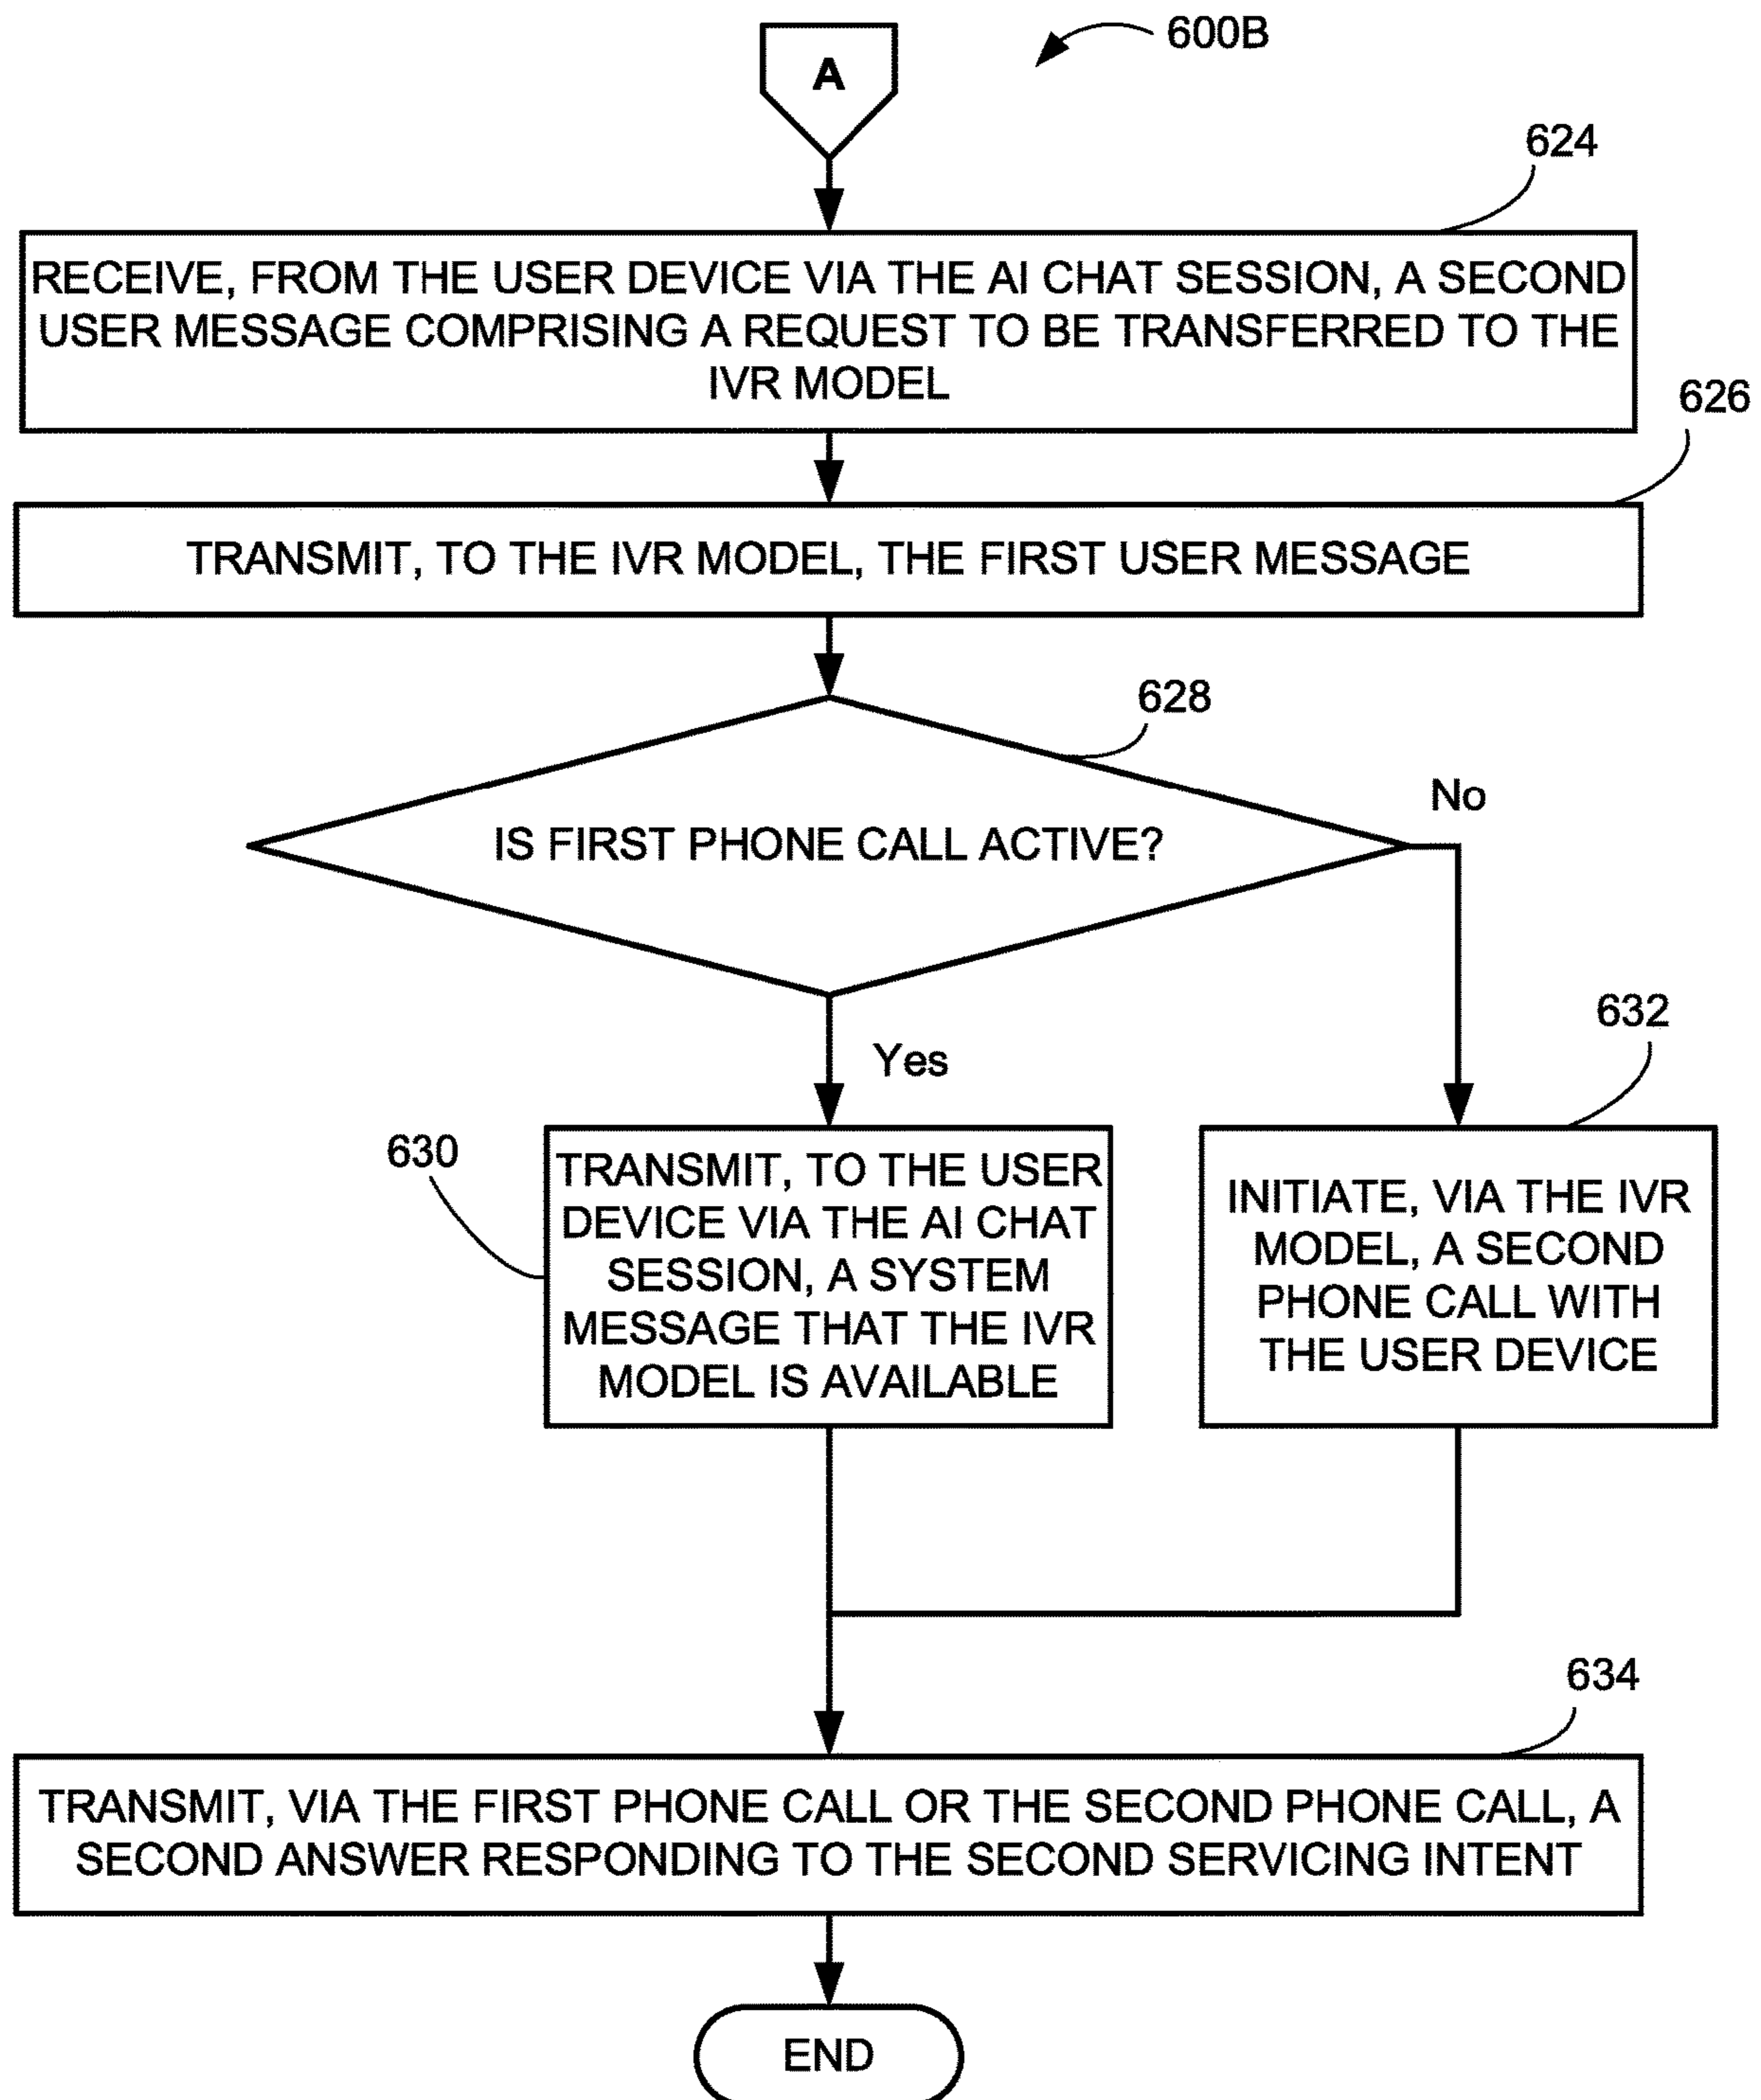 A
600B
624
RECEIVE, FROM THE USER DEVICE VIA THE AI CHAT SESSION, A SECOND
USER MESSAGE COMPRISING A REQUEST TO BE TRANSFERRED TO THE
IVR MODEL
626
TRANSMIT, TO THE IVR MODEL, THE FIRST USER MESSAGE
628
No
IS FIRST PHONE CALL ACTIVE?
Yes
630
TRANSMIT, TO THE USER
DEVICE VIA THE AI CHAT
SESSION, A SYSTEM
MESSAGE THAT THE IVR
MODEL IS AVAILABLE
632
INITIATE, VIA THE IVR
MODEL, A SECOND
PHONE CALL WITH
THE USER DEVICE
634
TRANSMIT, VIA THE FIRST PHONE CALL OR THE SECOND PHONE CALL, A
SECOND ANSWER RESPONDING TO THE SECOND SERVICING INTENT
END